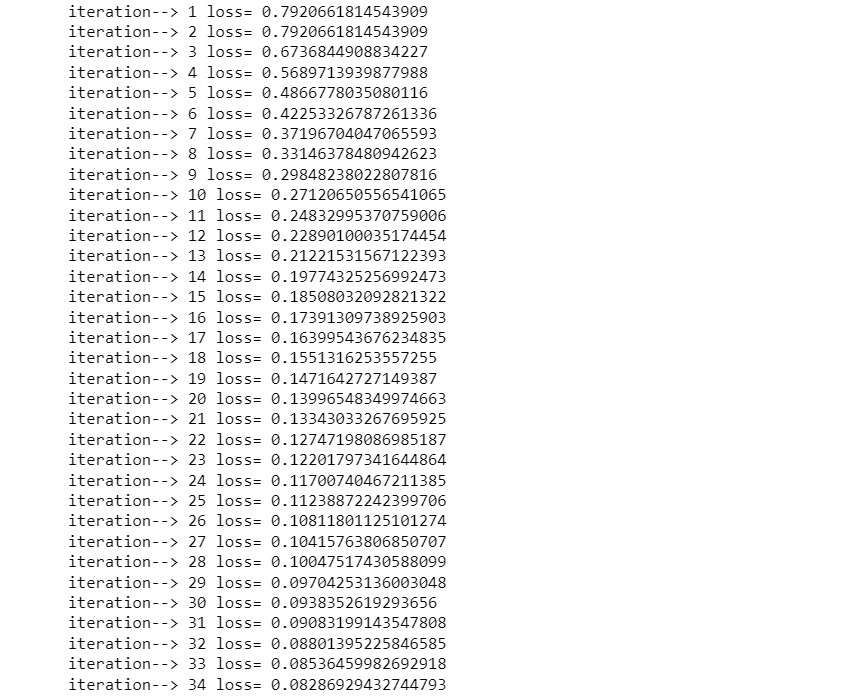 iteration--> 1 loss= 0.7920661814543909
iteration--> 2 loss= 0.7920661814543909
iteration--> 3 loss= 0.6736844908834227
iteration--> 4 loss= 0.5689713939877988
iteration--> 5 loss= 0.4866778035080116
iteration--> 6 loss= 0.42253326787261336
iteration--> 7 loss= 0.37196704047065593
iteration--> 8 loss= 0.33146378480942623
iteration--> 9 loss= 0.29848238022807816
iteration--> 10 loss= 0.27120650556541065
iteration--> 11 loss= 0.24832995370759006
iteration--> 12 loss= 0.22890100035174454
iteration--> 13 loss= 0.21221531567122393
iteration--> 14 loss= 0.19774325256992473
iteration--> 15 loss= 0.18508032092821322
iteration--> 16 loss= 0.17391309738925903
iteration--> 17 loss= 0.16399543676234835
iteration--> 18 loss= 0.1551316253557255
iteration--> 19 loss= 0.1471642727149387
iteration--> 20 loss= 0.13996548349974663
iteration--> 21 loss= 0.13343033267695925
iteration--> 22 loss= 0.12747198086985187
iteration--> 23 loss= 0.12201797341644864
iteration--> 24 loss= 0.11700740467211385
iteration--> 25 loss= 0.11238872242399706
iteration--> 26 loss= 0.10811801125101274
iteration--> 27 loss= 0.10415763806850707
iteration--> 28 loss= 0.10047517430588099
iteration--> 29 loss= 0.09704253136003048
iteration--> 30 loss= 0.0938352619293656
iteration--> 31 loss= 0.09083199143547808
iteration--> 32 loss= 0.08801395225846585
iteration--> 33 loss= 0.08536459982692918
iteration--> 34 loss= 0.08286929432744793